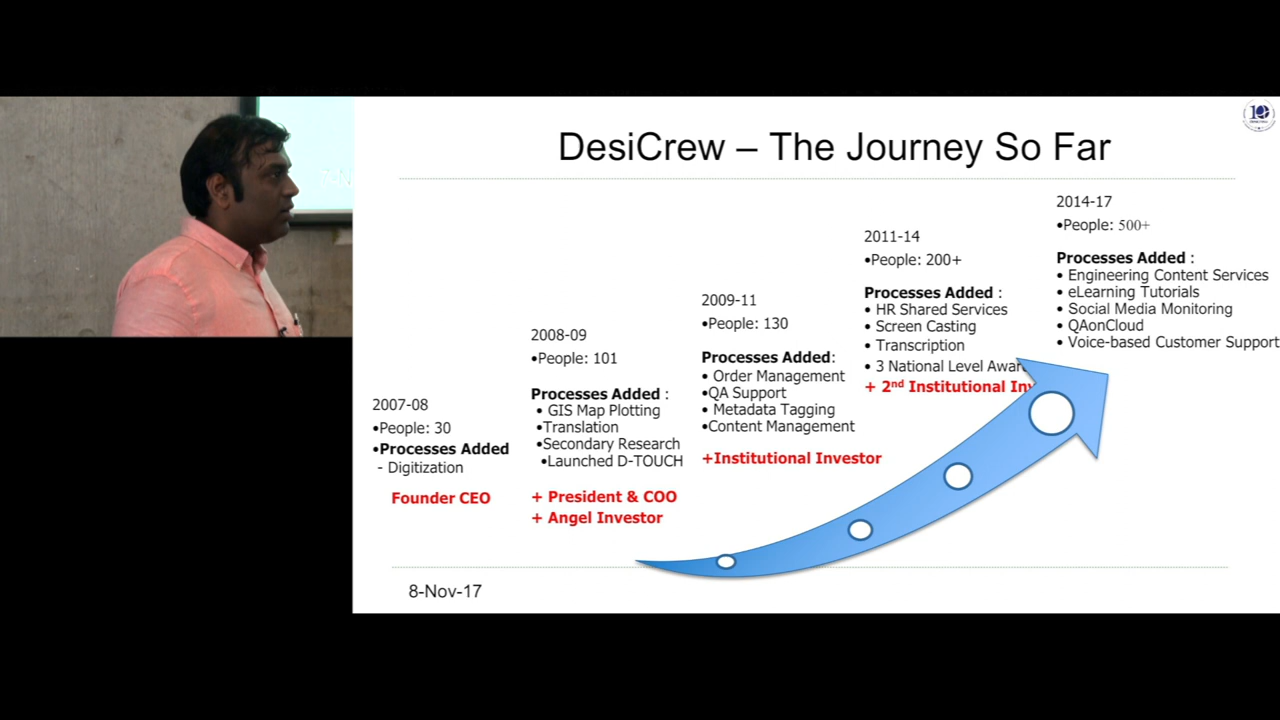 DesiCrew – The Journey So Far
2007-08
•People: 30
•Processes Added
- Digitization
Founder CEO
2008-09
•People: 101
Processes Added :
• GIS Map Plotting
•Translation
•Secondary Research
•Launched D-TOUCH
+ President & COO
+ Angel Investor
2009-11
•People: 130
Processes Added:
• Order Management
•QA Support
• Metadata Tagging
•Content Management
+Institutional Investor
2011-14
•People: 200+
Processes Added :
• HR Shared Services
• Screen Casting
• Transcription
• 3 National Level
+ 2nd Institutional
2014-17
•People: 500+
Processes Added :
• Engineering Content Services
• eLearning Tutorials
• Social Media Monitoring
• QAonCloud
• Voice-based Customer Support
8-Nov-17